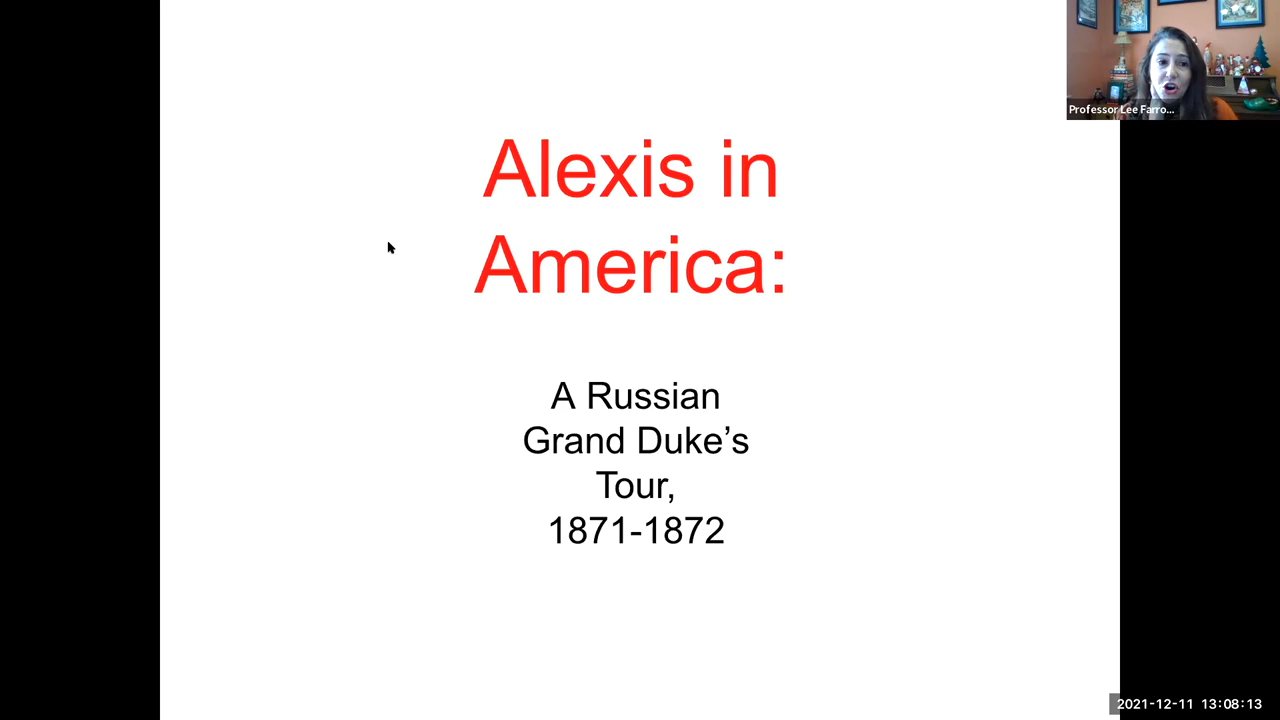 Professor Lee Farro...
Alexis in
America:
A Russian
Grand Duke’s
Tour,
1871-1872
2021-12-11 13:08:13